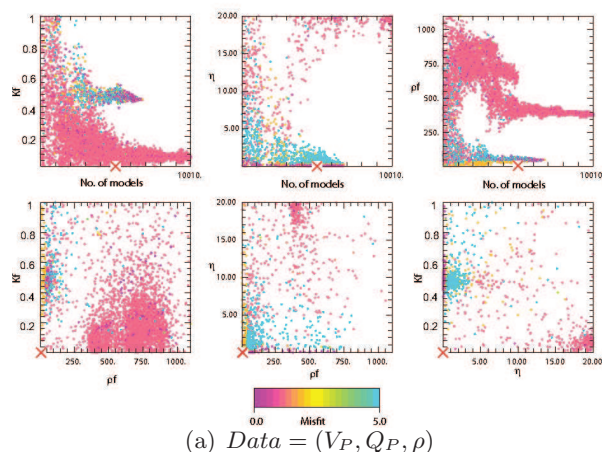 1
0.8
0.6
0.4
0.2
Kf
No. of models
10010.
20.00
15.00
10.00
5.00
η
No. of models
10010.
1000
750.
500.
250.
ρf
No. of models
10010.
1
0.8
0.6
0.4
0.2
Kf
250. 500. 750. 1000
ρf
20.00
15.00
10.00
5.00
η
250. 500. 750. 1000
ρf
1
0.8
0.6
0.4
0.2
Kf
5.00 10.00 15.00 20.00
η
0.0 Misfit 5.0
(a) Data = (V_P, Q_P, ρ)